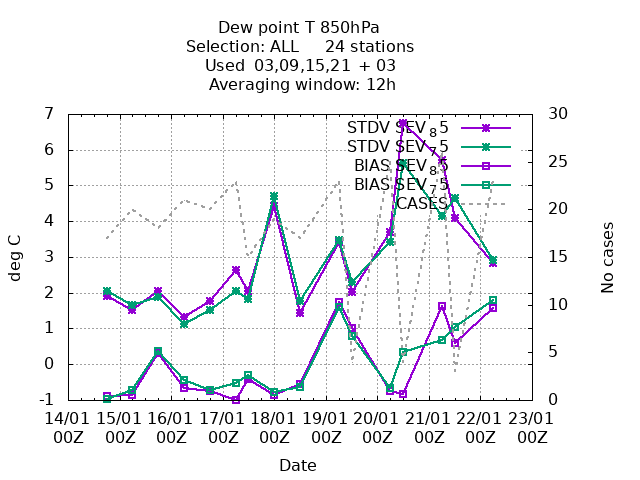 Dew point T 850hPa
Selection: ALL 24 stations
Used 03,09,15,21 + 03
Averaging window: 12h
7 30
STDV SEV_8 5
6 STDV SEV_7 5
25
BIAS SEV_8 5
5 BIAS SEV_7 5
20 CASES
4
3 15
2
10
1
0 5
-1 0
deg C
No cases
14/01 15/01 16/01 17/01 18/01 19/01 20/01 21/01 22/01 23/01
00Z 00Z 00Z 00Z 00Z 00Z 00Z 00Z 00Z 00Z
Date